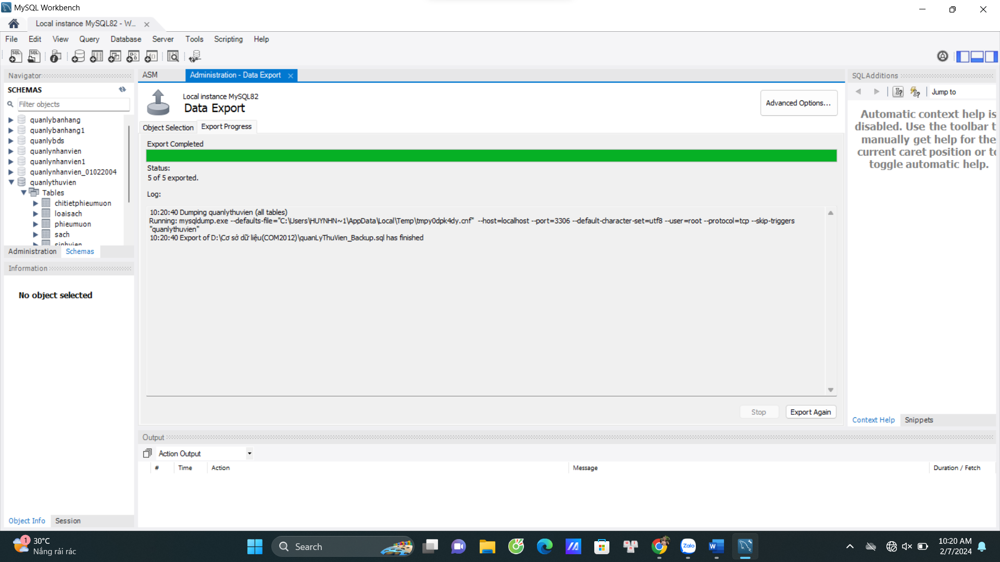 MySQL Workbench
Local instance MySQL82 - W...
File Edit View Query Database Server Tools Scripting Help
Navigator
SCHEMAS
Filter objects
quanlybanhang
quanlybanhang1
quanlybds
quanlynhanvien
quanlynhanvien1
quanlynhanvien_01022004
quanlythuvien
Tables
chitietphieumuon
loaisach
phieumuon
sach
sinhvien
Administration Schemas
Information
No object selected
Object Info Session
ASM
Administration - Data Export
Local instance MySQL82
Data Export
Advanced Options...
Object Selection Export Progress
Export Completed
Status:
5 of 5 exported.
Log:
10:20:40 Dumping quanlythuvien (all tables)
Running: mysqldump.exe --defaults-file="C:\Users\HUYNHN~1\AppData\Local\Temp\tmpy0dpk4dy.cnf" --host=localhost --port=3306 --default-character-set=utf8 --user=root --protocol=tcp --skip-triggers
"quanlythuvien"
10:20:40 Export of D:\Cơ sở dữ liệu(COM2012)\quanLyThuVien_Backup.sql has finished
Stop Export Again
SQLAdditions
Jump to
Automatic context help is
disabled. Use the toolbar t
manually get help for the
current caret position or to
toggle automatic help.
Context Help Snippets
Output
Action Output
# Time Action Message Duration / Fetch
1
30°C
Nắng rải rác
Search
Zalo
10:20 AM
2/7/2024